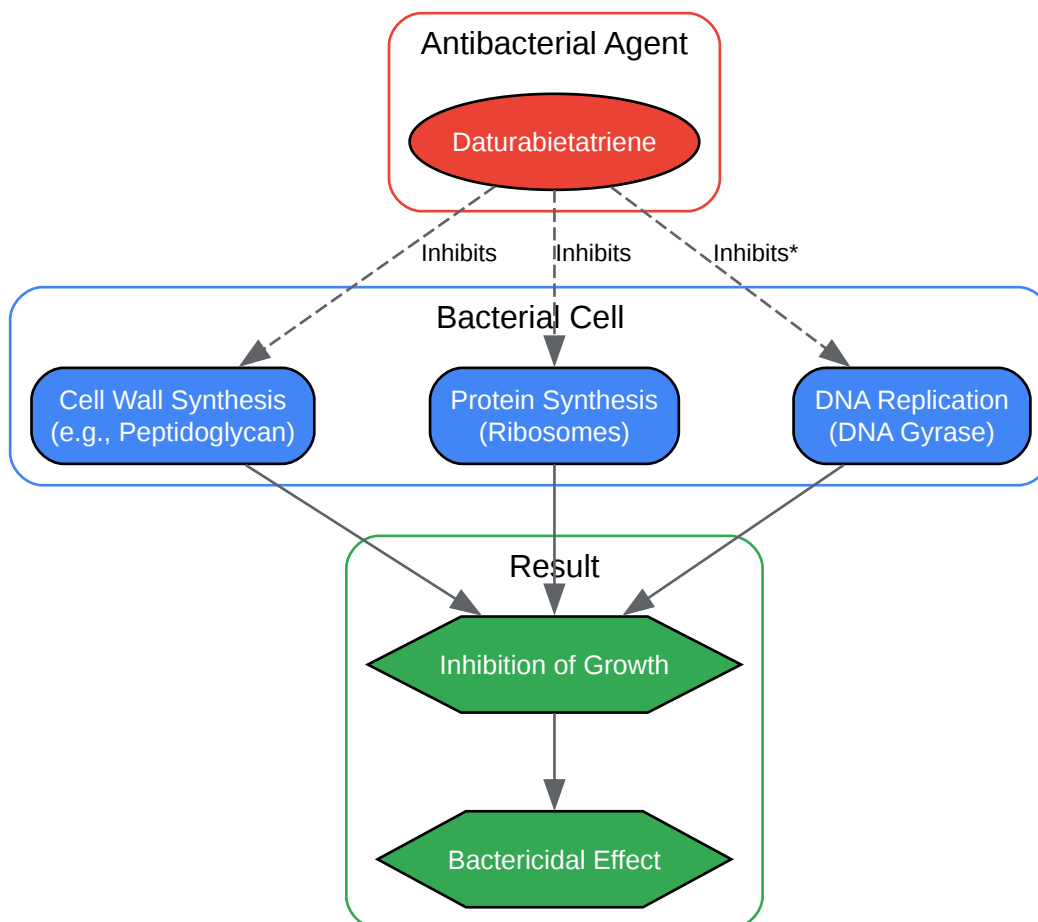 Antibacterial Agent
Daturabietatriene
Inhibits
Inhibits
Inhibits*
Bacterial Cell
Cell Wall Synthesis
(e.g., Peptidoglycan)
Protein Synthesis
(Ribosomes)
DNA Replication
(DNA Gyrase)
Result
Inhibition of Growth
Bactericidal Effect